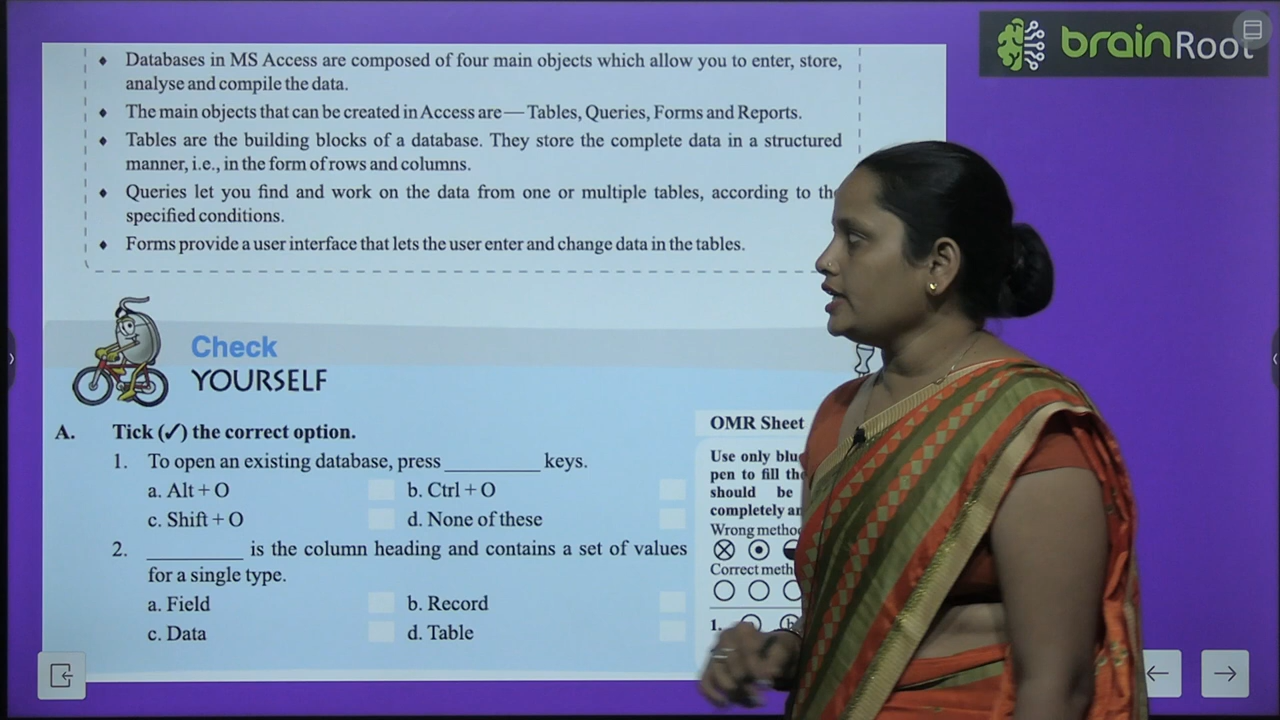 brainRoot
♦ Databases in MS Access are composed of four main objects which allow you to enter, store,
analyse and compile the data.
♦ The main objects that can be created in Access are — Tables, Queries, Forms and Reports.
♦ Tables are the building blocks of a database. They store the complete data in a structured
manner, i.e., in the form of rows and columns.
♦ Queries let you find and work on the data from one or multiple tables, according to the
specified conditions.
♦ Forms provide a user interface that lets the user enter and change data in the tables.
Check
YOURSELF
A. Tick (✓) the correct option.
1. To open an existing database, press _________ keys.
a. Alt + O b. Ctrl + O
c. Shift + O d. None of these
2. _________ is the column heading and contains a set of values
for a single type.
a. Field b. Record
c. Data d. Table
OMR Sheet
Use only
pen to fill
should be
completely
Wrong
Correct
1.